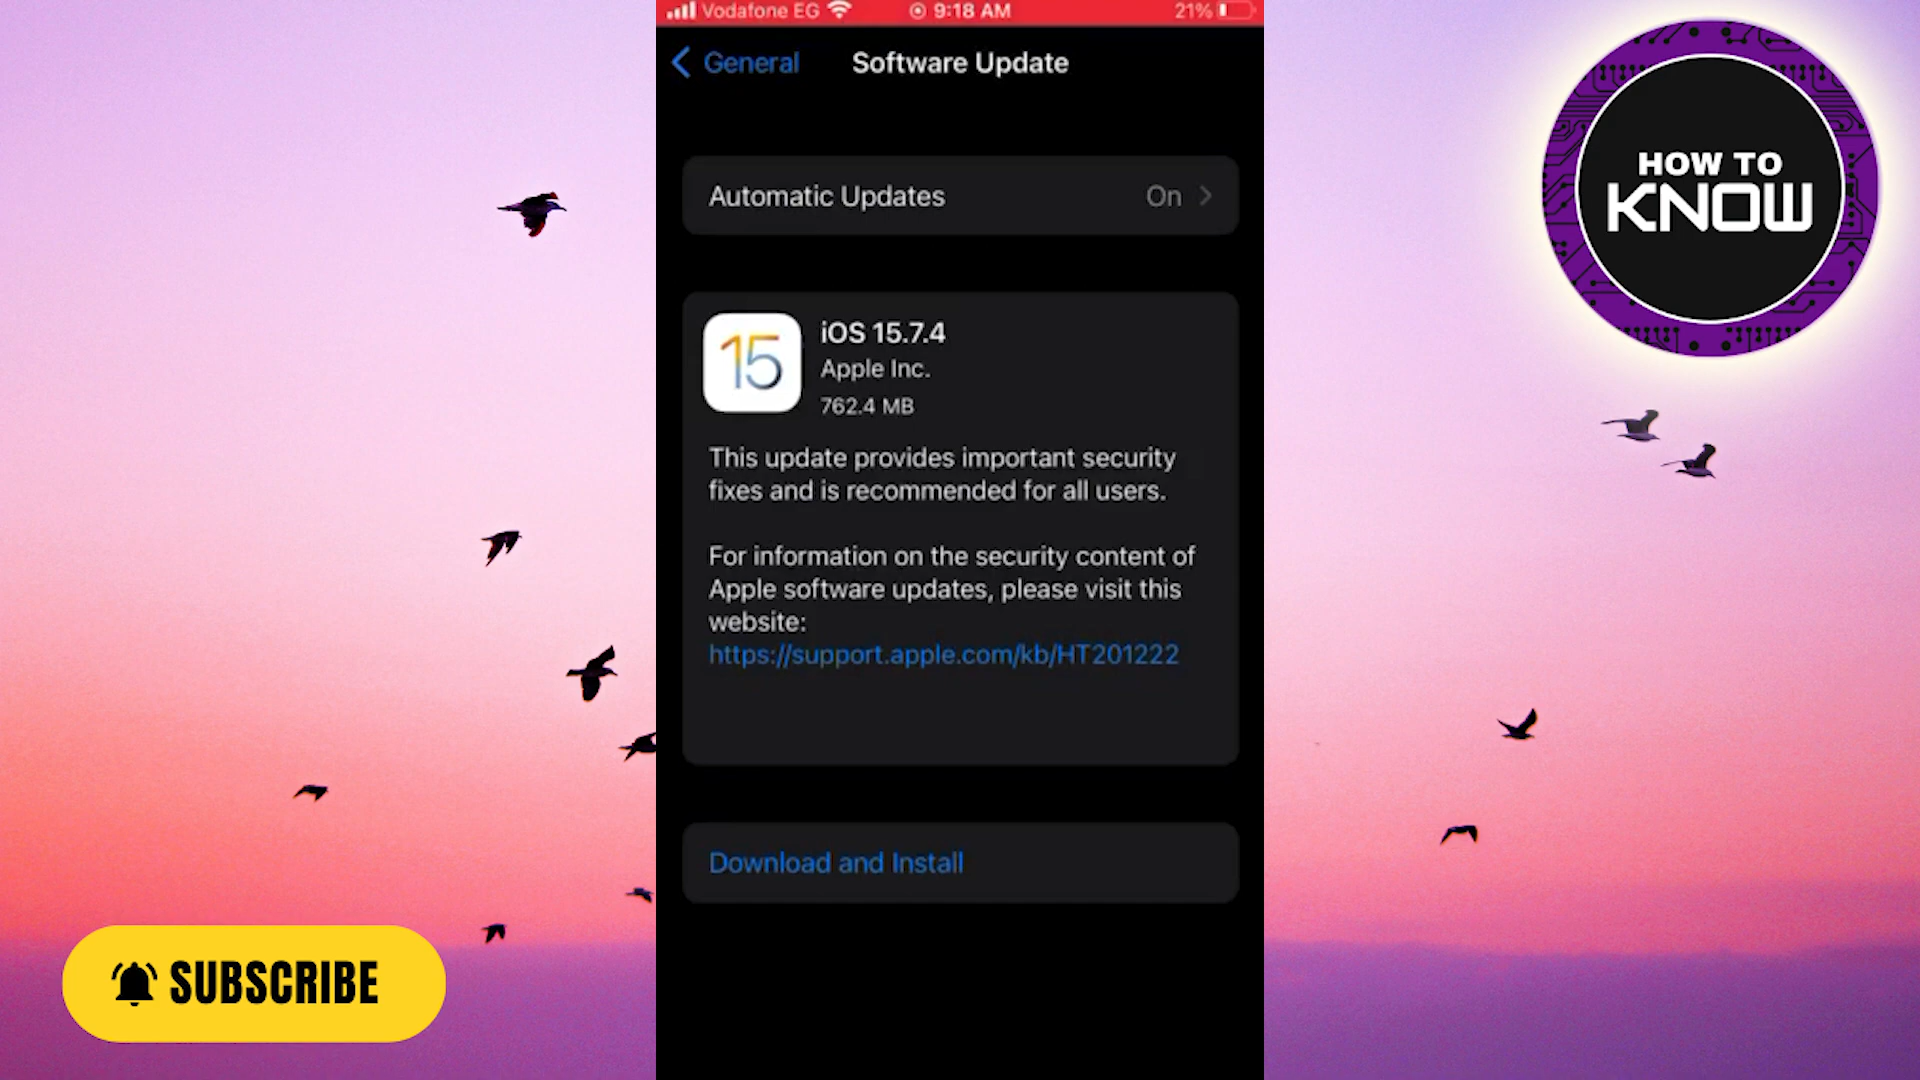 Vodafone EG
9:18 AM
21%
General
Software Update
Automatic Updates
On
15
iOS 15.7.4
Apple Inc.
762.4 MB
This update provides important security
fixes and is recommended for all users.
For information on the security content of
Apple software updates, please visit this
website:
https://support.apple.com/kb/HT201222
Download and Install
HOW TO
KNOW
SUBSCRIBE